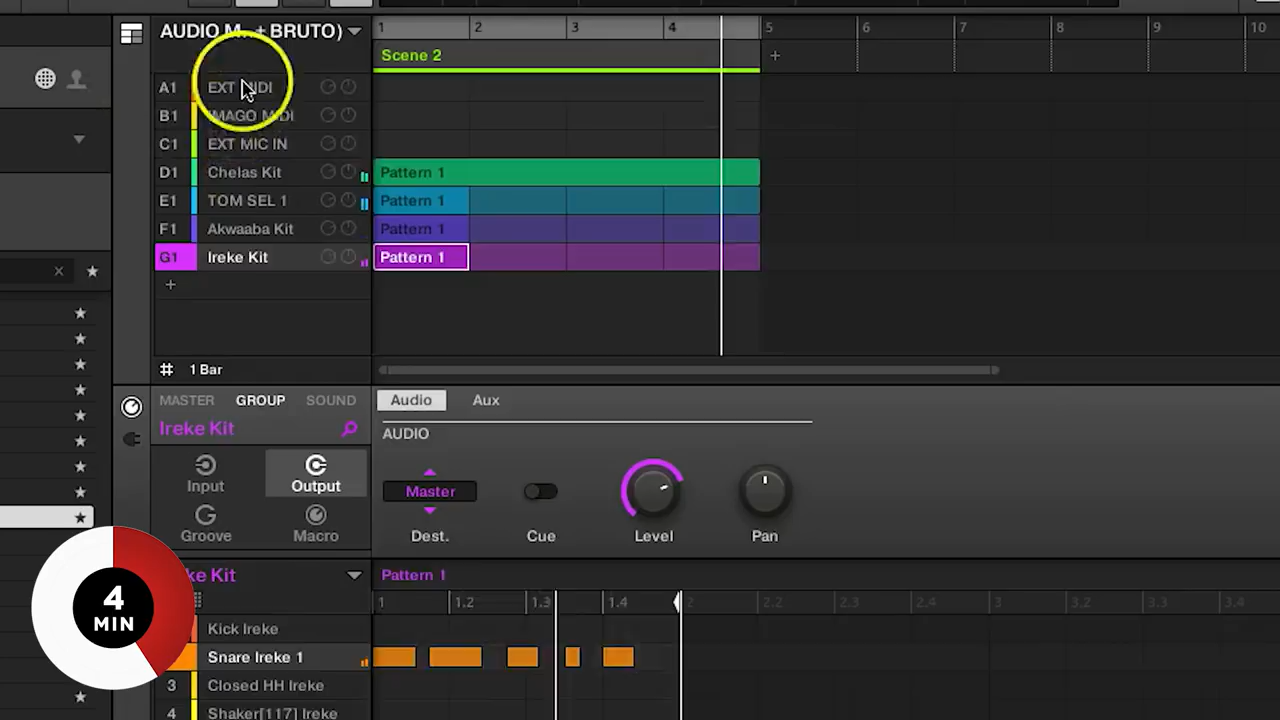 AUDIO M... + BRUTO)
1 2 3 4 5 6 7 8 9 10
Scene 2 +
A1 EXT MIDI
B1 IMAGO MIDI
C1 EXT MIC IN
D1 Chelas Kit Pattern 1
E1 TOM SEL 1 Pattern 1
F1 Akwaaba Kit Pattern 1
G1 Ireke Kit Pattern 1
+
1 Bar
MASTER GROUP SOUND
Audio Aux
Ireke Kit
AUDIO
Input Output
Master
Groove Macro
Dest. Cue Level Pan
ke Kit Pattern 1
1 1.2 1.3 1.4 2 2.2 2.3 2.4 3 3.2 3.3 3.4
Kick Ireke
Snare Ireke 1
3 Closed HH Ireke
4 Shaker[117] Ireke
4
MIN